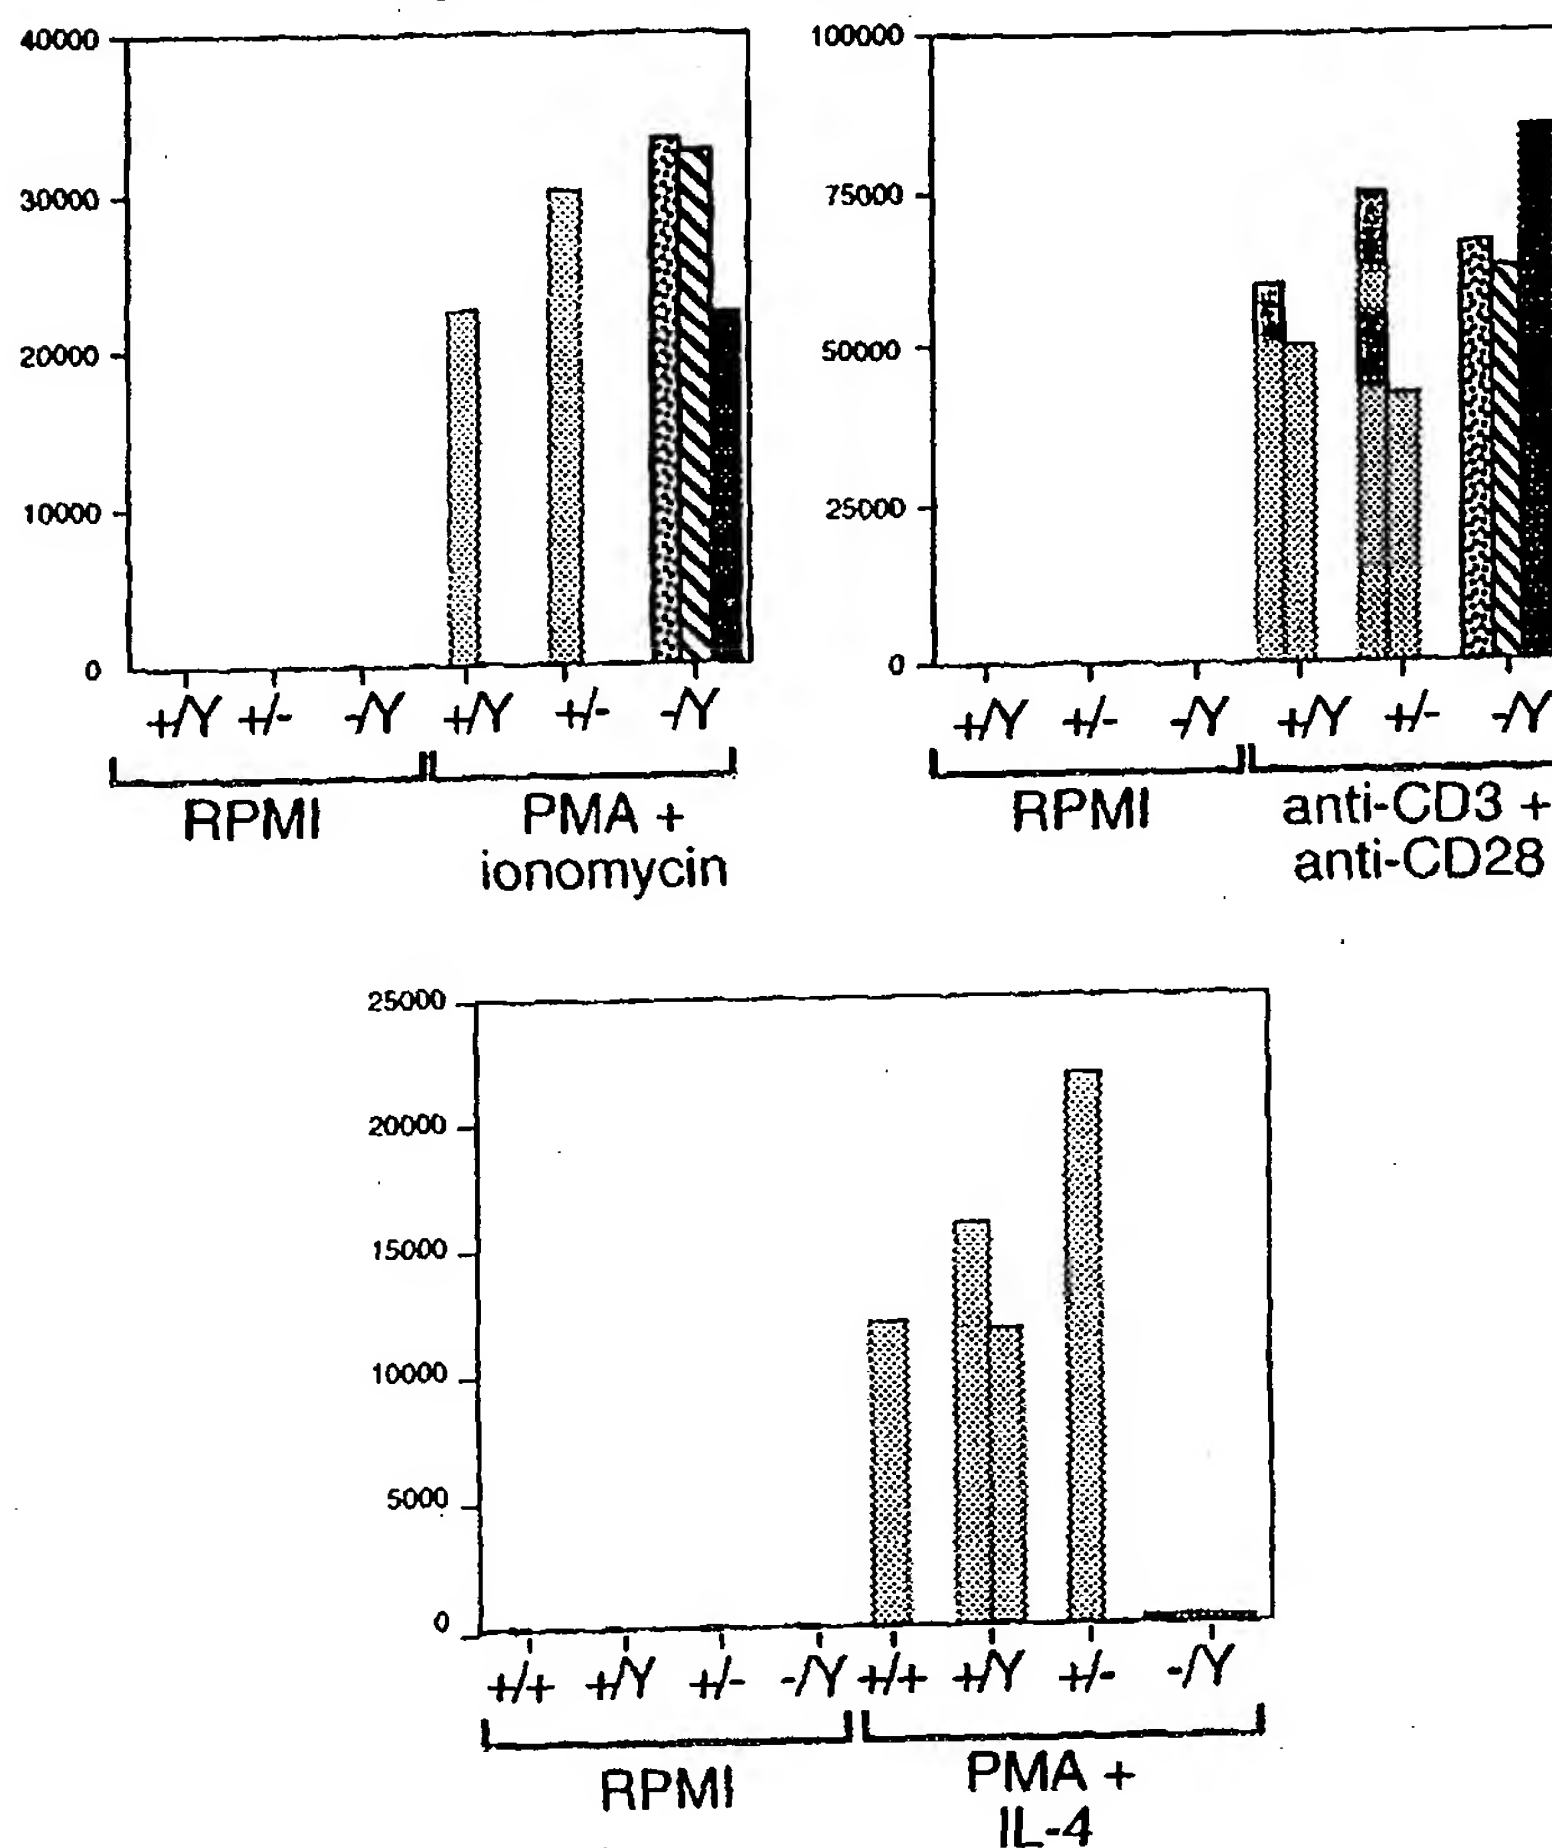 40000
30000
20000
10000
0
+/Y +/- -/Y +/Y +/- -/Y
RPMI PMA +
ionomycin
100000
75000
50000
25000
0
+/Y +/- -/Y +/Y +/- -/Y
RPMI anti-CD3 +
anti-CD28
25000
20000
15000
10000
5000
0
+/+ +/Y +/- -/Y +/+ +/Y +/- -/Y
RPMI PMA +
IL-4